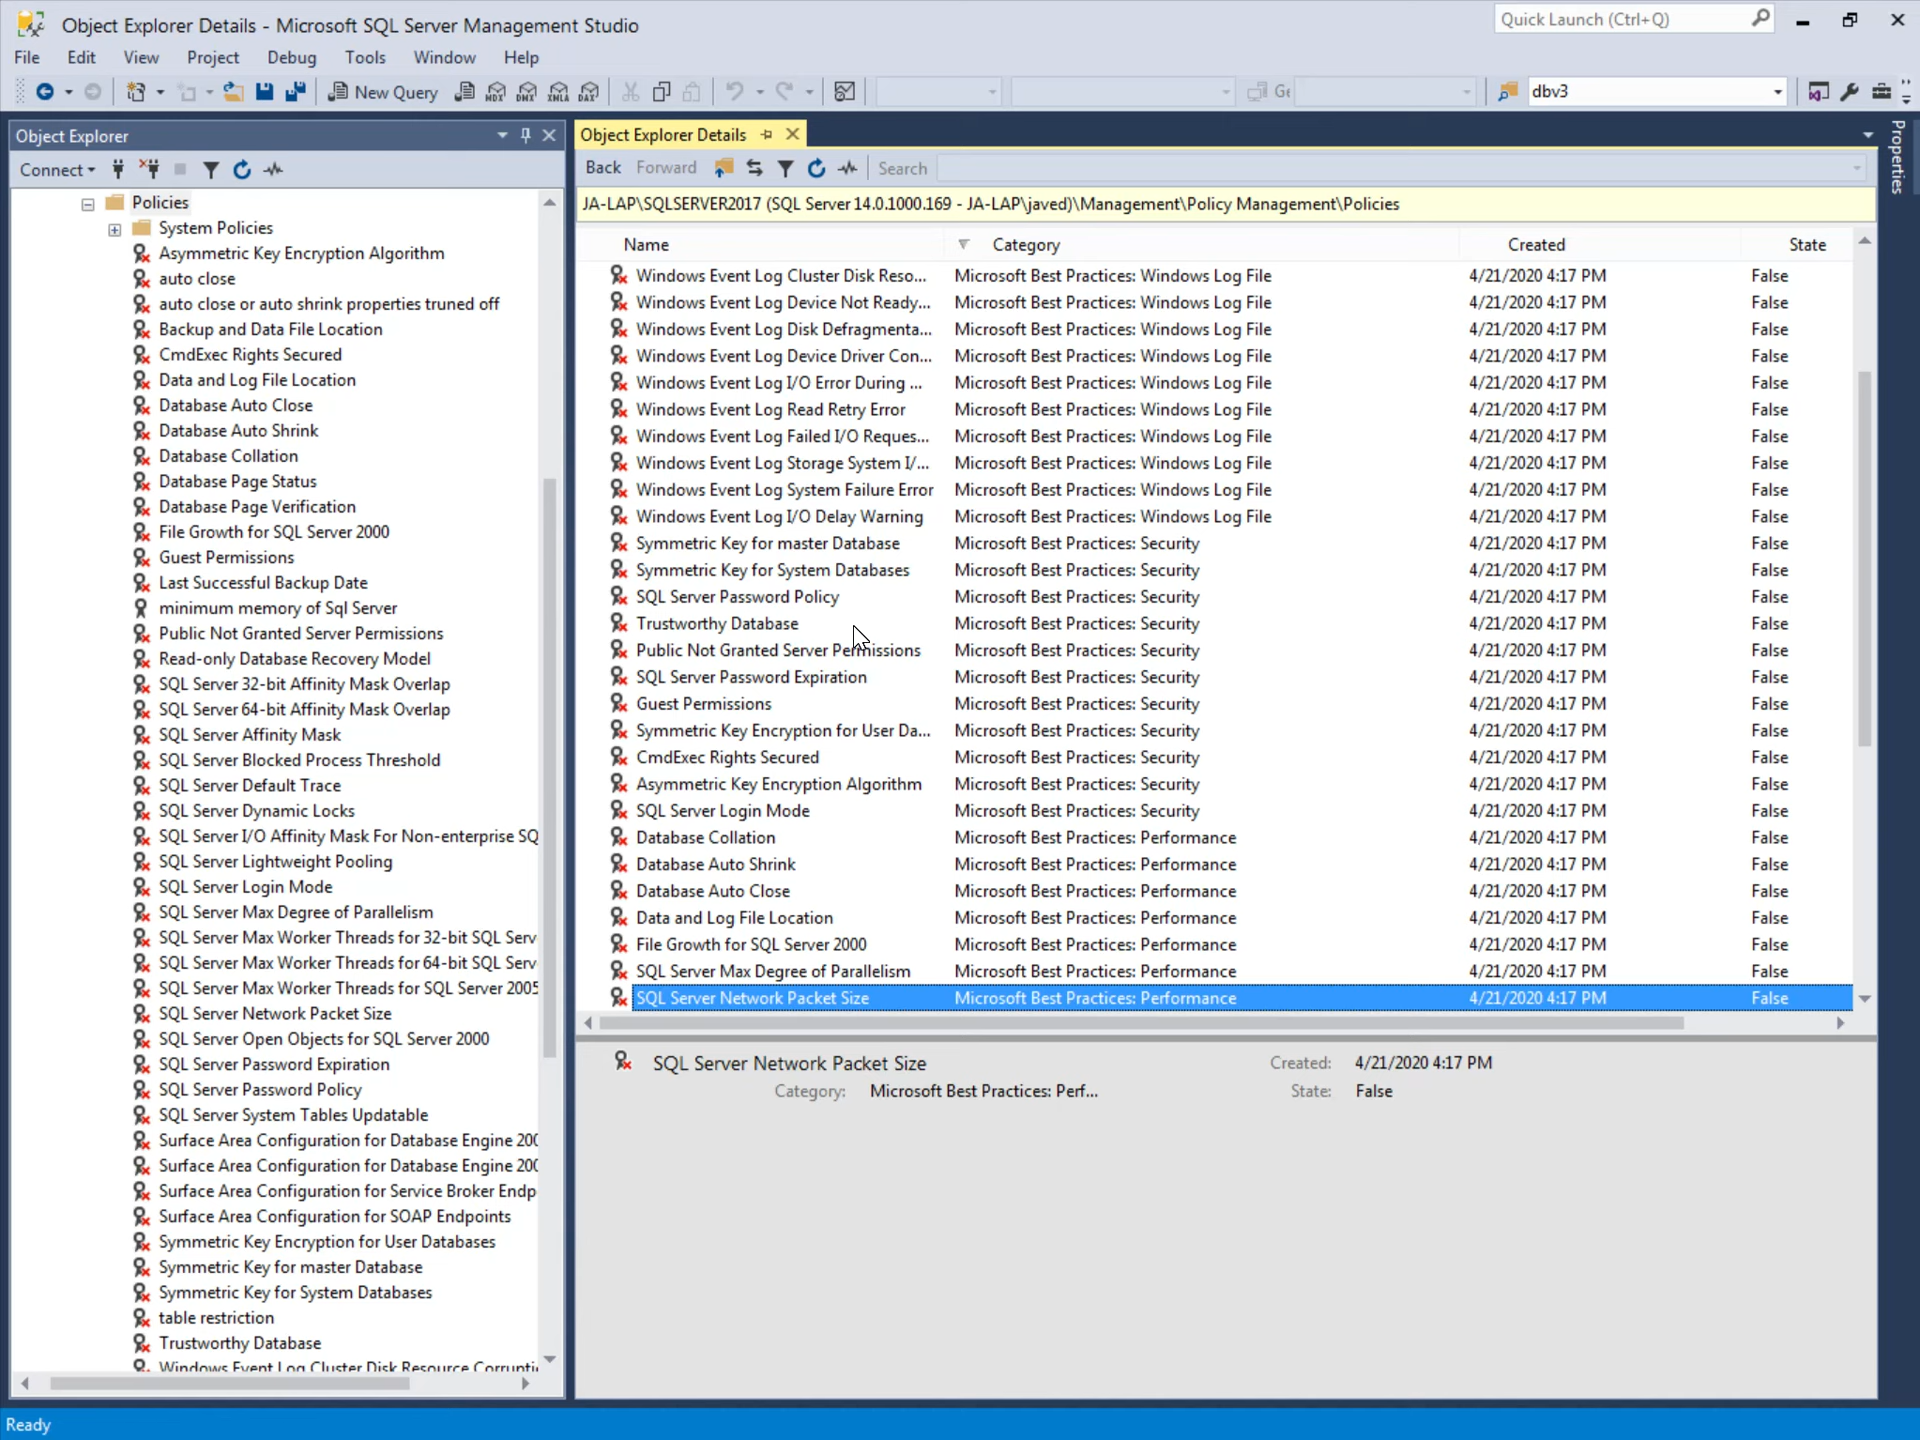 Object Explorer Details - Microsoft SQL Server Management Studio
Quick Launch (Ctrl+Q)
File Edit View Project Debug Tools Window Help
New Query
MDX DMX XMLA DAX
Ge
dbv3
Object Explorer
Connect
Policies
System Policies
Asymmetric Key Encryption Algorithm
auto close
auto close or auto shrink properties truned off
Backup and Data File Location
CmdExec Rights Secured
Data and Log File Location
Database Auto Close
Database Auto Shrink
Database Collation
Database Page Status
Database Page Verification
File Growth for SQL Server 2000
Guest Permissions
Last Successful Backup Date
minimum memory of Sql Server
Public Not Granted Server Permissions
Read-only Database Recovery Model
SQL Server 32-bit Affinity Mask Overlap
SQL Server 64-bit Affinity Mask Overlap
SQL Server Affinity Mask
SQL Server Blocked Process Threshold
SQL Server Default Trace
SQL Server Dynamic Locks
SQL Server I/O Affinity Mask For Non-enterprise SQ
SQL Server Lightweight Pooling
SQL Server Login Mode
SQL Server Max Degree of Parallelism
SQL Server Max Worker Threads for 32-bit SQL Serv
SQL Server Max Worker Threads for 64-bit SQL Serv
SQL Server Max Worker Threads for SQL Server 2005
SQL Server Network Packet Size
SQL Server Open Objects for SQL Server 2000
SQL Server Password Expiration
SQL Server Password Policy
SQL Server System Tables Updatable
Surface Area Configuration for Database Engine 200
Surface Area Configuration for Database Engine 200
Surface Area Configuration for Service Broker Endp
Surface Area Configuration for SOAP Endpoints
Symmetric Key Encryption for User Databases
Symmetric Key for master Database
Symmetric Key for System Databases
table restriction
Trustworthy Database
Windows Event Log Cluster Disk Resource Corrupti
Object Explorer Details
Back Forward Search
JA-LAP\SQLSERVER2017 (SQL Server 14.0.1000.169 - JA-LAP\javed)\Management\Policy Management\Policies
Name Category Created State
Windows Event Log Cluster Disk Reso... Microsoft Best Practices: Windows Log File 4/21/2020 4:17 PM False
Windows Event Log Device Not Ready... Microsoft Best Practices: Windows Log File 4/21/2020 4:17 PM False
Windows Event Log Disk Defragmenta... Microsoft Best Practices: Windows Log File 4/21/2020 4:17 PM False
Windows Event Log Device Driver Con... Microsoft Best Practices: Windows Log File 4/21/2020 4:17 PM False
Windows Event Log I/O Error During ... Microsoft Best Practices: Windows Log File 4/21/2020 4:17 PM False
Windows Event Log Read Retry Error Microsoft Best Practices: Windows Log File 4/21/2020 4:17 PM False
Windows Event Log Failed I/O Reques... Microsoft Best Practices: Windows Log File 4/21/2020 4:17 PM False
Windows Event Log Storage System I/... Microsoft Best Practices: Windows Log File 4/21/2020 4:17 PM False
Windows Event Log System Failure Error Microsoft Best Practices: Windows Log File 4/21/2020 4:17 PM False
Windows Event Log I/O Delay Warning Microsoft Best Practices: Windows Log File 4/21/2020 4:17 PM False
Symmetric Key for master Database Microsoft Best Practices: Security 4/21/2020 4:17 PM False
Symmetric Key for System Databases Microsoft Best Practices: Security 4/21/2020 4:17 PM False
SQL Server Password Policy Microsoft Best Practices: Security 4/21/2020 4:17 PM False
Trustworthy Database Microsoft Best Practices: Security 4/21/2020 4:17 PM False
Public Not Granted Server Permissions Microsoft Best Practices: Security 4/21/2020 4:17 PM False
SQL Server Password Expiration Microsoft Best Practices: Security 4/21/2020 4:17 PM False
Guest Permissions Microsoft Best Practices: Security 4/21/2020 4:17 PM False
Symmetric Key Encryption for User Da... Microsoft Best Practices: Security 4/21/2020 4:17 PM False
CmdExec Rights Secured Microsoft Best Practices: Security 4/21/2020 4:17 PM False
Asymmetric Key Encryption Algorithm Microsoft Best Practices: Security 4/21/2020 4:17 PM False
SQL Server Login Mode Microsoft Best Practices: Security 4/21/2020 4:17 PM False
Database Collation Microsoft Best Practices: Performance 4/21/2020 4:17 PM False
Database Auto Shrink Microsoft Best Practices: Performance 4/21/2020 4:17 PM False
Database Auto Close Microsoft Best Practices: Performance 4/21/2020 4:17 PM False
Data and Log File Location Microsoft Best Practices: Performance 4/21/2020 4:17 PM False
File Growth for SQL Server 2000 Microsoft Best Practices: Performance 4/21/2020 4:17 PM False
SQL Server Max Degree of Parallelism Microsoft Best Practices: Performance 4/21/2020 4:17 PM False
SQL Server Network Packet Size Microsoft Best Practices: Performance 4/21/2020 4:17 PM False
SQL Server Network Packet Size Created: 4/21/2020 4:17 PM
Category: Microsoft Best Practices: Perf... State: False
Properties
Ready